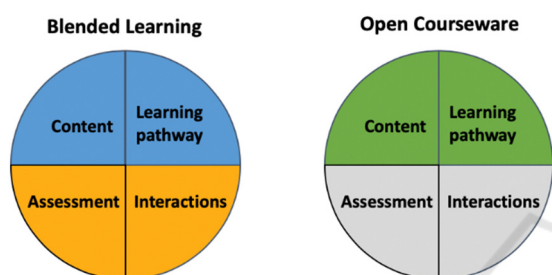 Blended Learning
Open Courseware
Content
Learning
pathway
Assessment
Interactions
Content
Learning
pathway
Assessment
Interactions